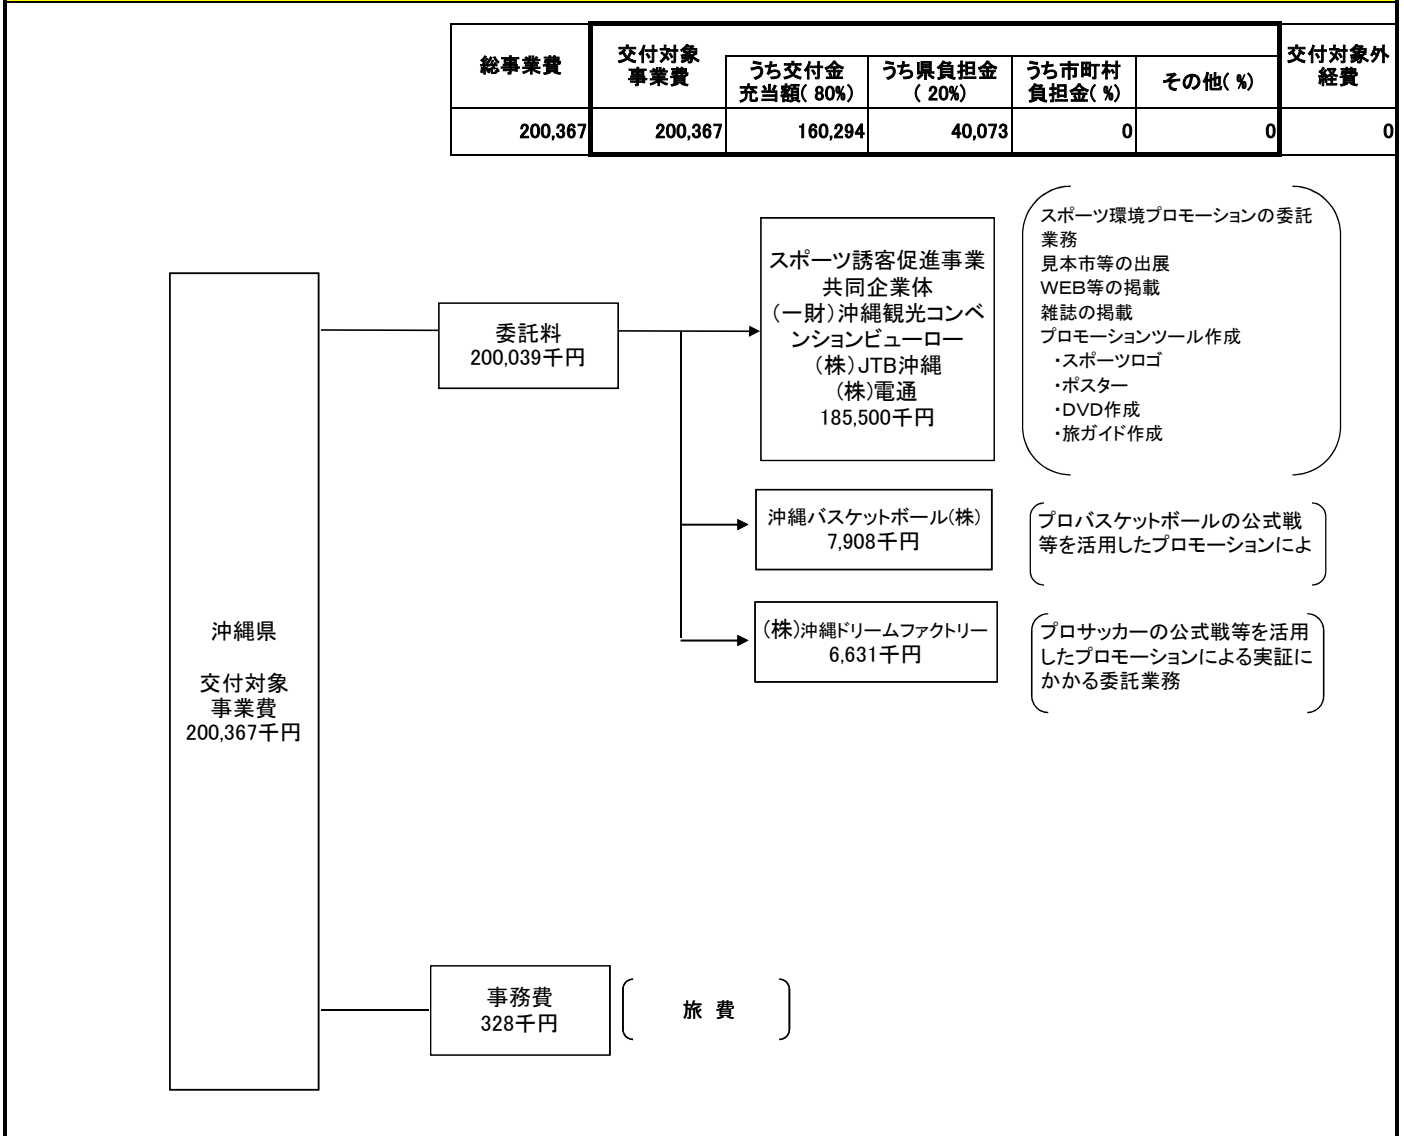 総事業費
交付対象
事業費
うち交付金
充当額( 80%)
うち県負担金
( 20%)
うち市町村
負担金( %)
その他( %)
交付対象外
経費
200,367
200,367
160,294
40,073
0
0
0
沖縄県
交付対象
事業費
200,367千円
委託料
200,039千円
スポーツ誘客促進事業
共同企業体
(一財)沖縄観光コンベ
ンションビューロー
(株)JTB沖縄
(株)電通
185,500千円
スポーツ環境プロモーションの委託
業務
見本市等の出展
WEB等の掲載
雑誌の掲載
プロモーションツール作成
・スポーツロゴ
・ポスター
・DVD作成
・旅ガイド作成
沖縄バスケットボール(株)
7,908千円
プロバスケットボールの公式戦
等を活用したプロモーションによ
(株)沖縄ドリームファクトリー
6,631千円
プロサッカーの公式戦等を活用
したプロモーションによる実証に
かかる委託業務
事務費
328千円
旅 費